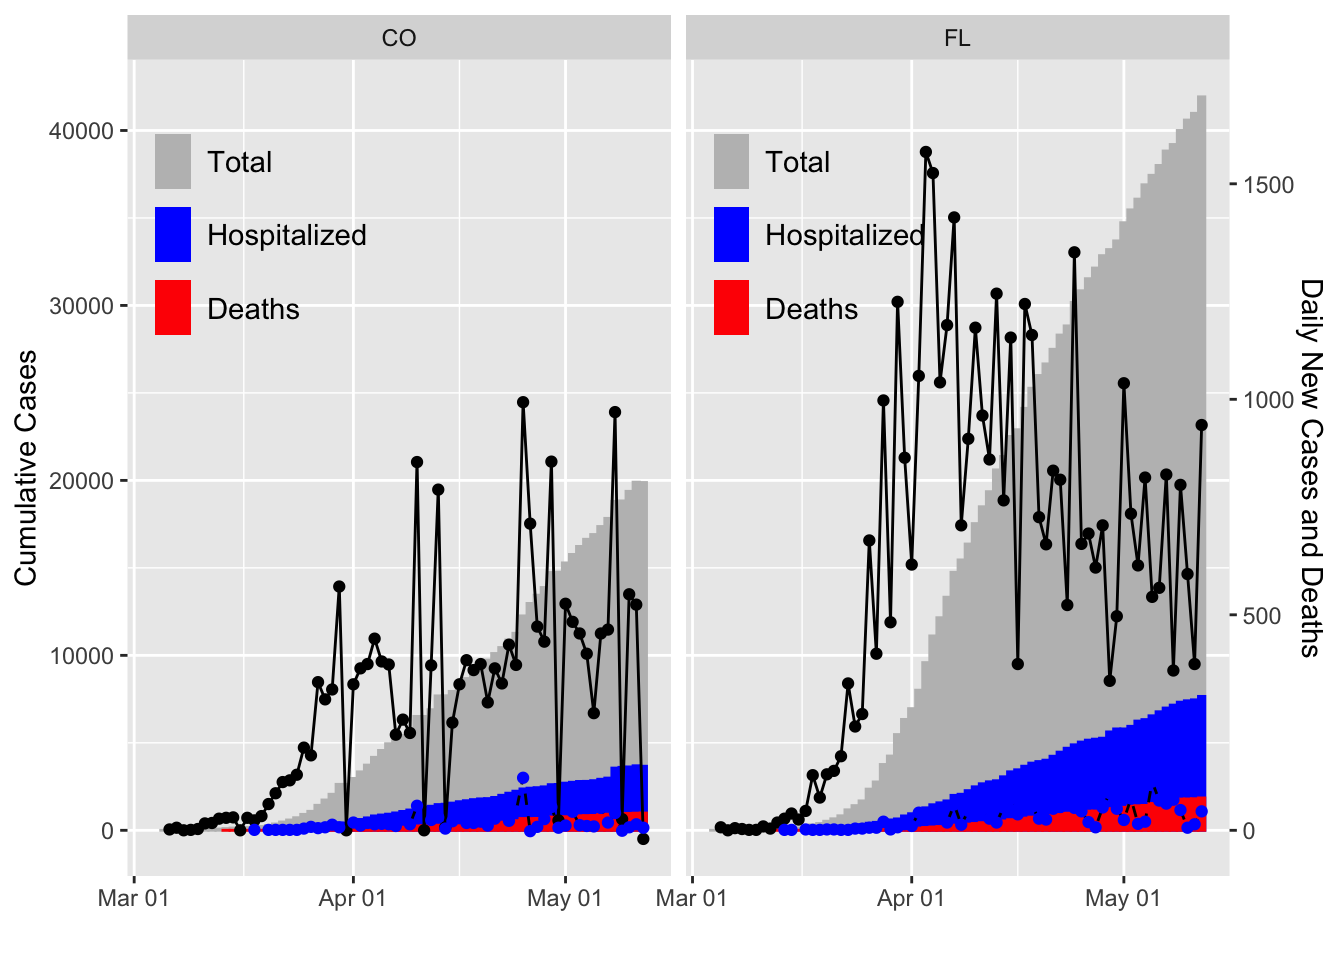 CO
FL
Total
Hospitalized
Deaths
Total
Hospitalized
Deaths
40000
30000
20000
10000
0
1500
1000
500
0
Cumulative Cases
Daily New Cases and Deaths
Mar 01
Apr 01
May 01
Mar 01
Apr 01
May 01